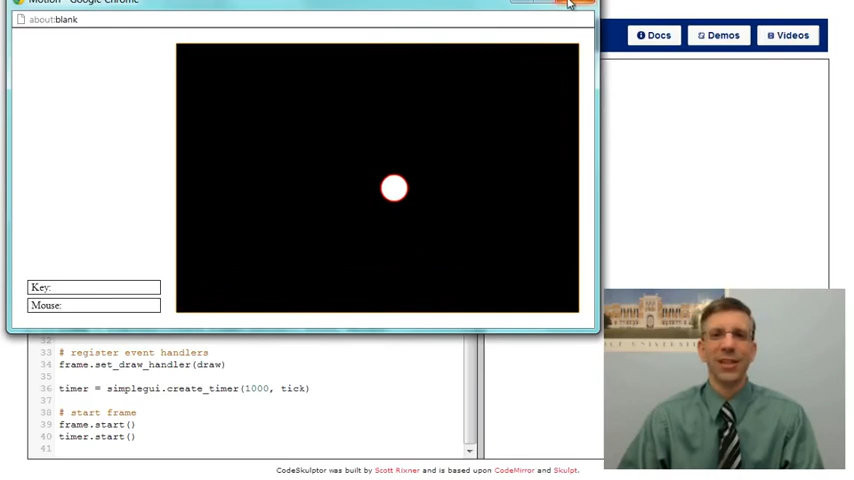 Motion - Google Chrome
about:blank
Docs
Demos
Videos
Key:
Mouse:
32
33 # register event handlers
34 frame.set_draw_handler(draw)
35
36 timer = simplegui.create_timer(1000, tick)
37
38 # start frame
39 frame.start()
40 timer.start()
41
CodeSkulptor was built by Scott Rixner and is based upon CodeMirror and Skulpt.